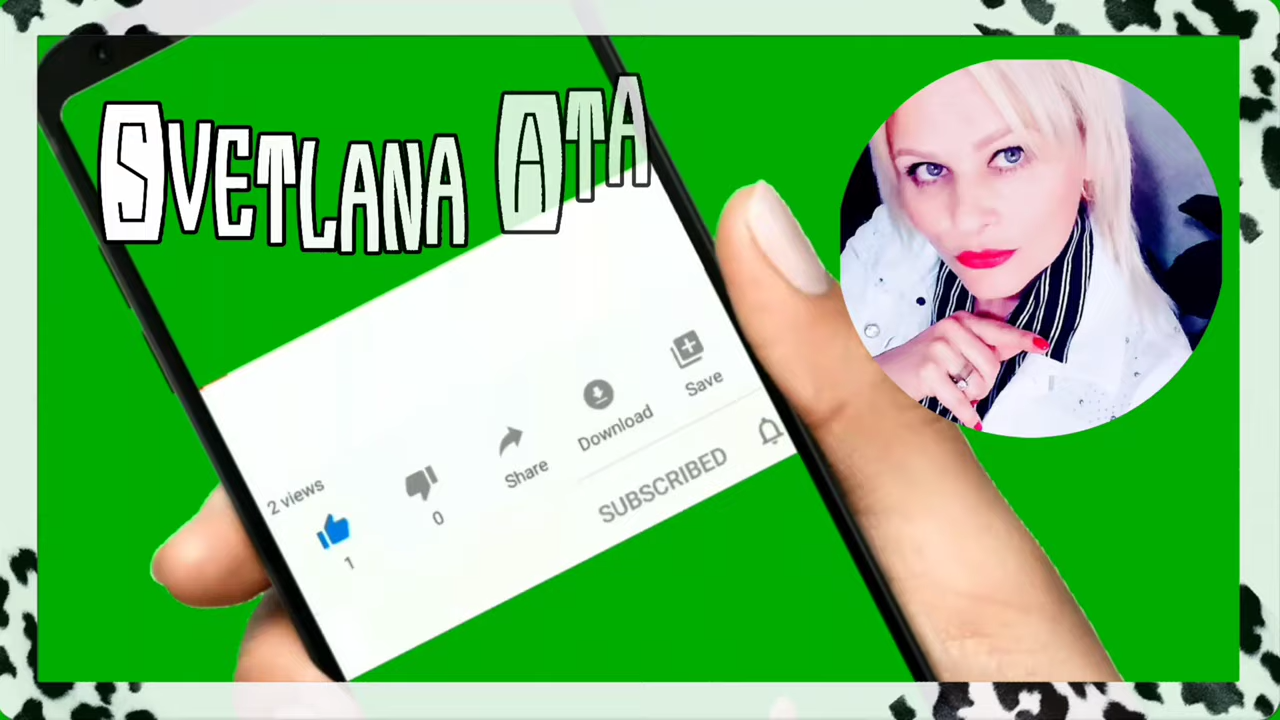 Svetlana Ata
2 views
1
0
Share
Download
Save
SUBSCRIBED